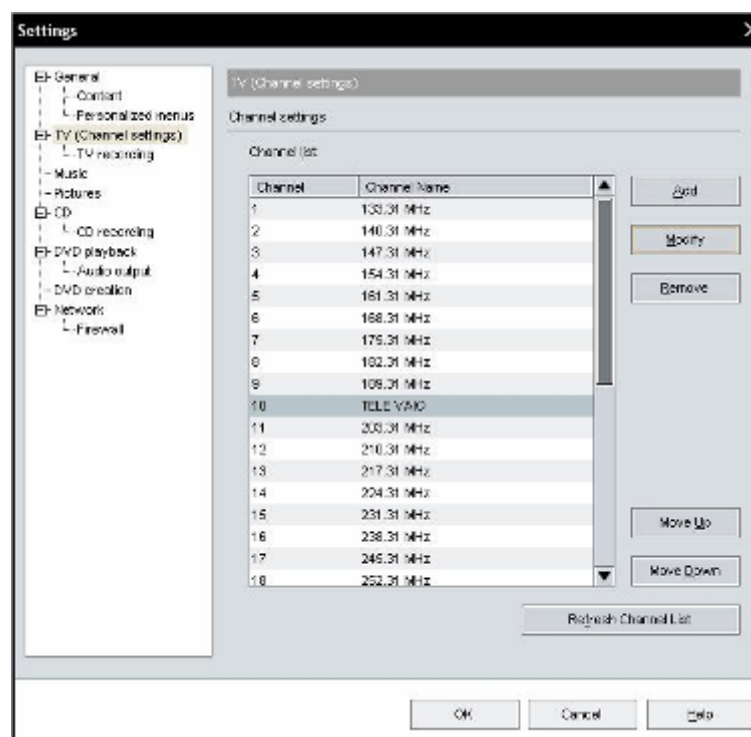 Settings
General
Content
Personalized menus
TV (Channel settings)
TV recording
Music
Pictures
CD
CD recording
DVD playback
Audio output
DVD creation
Network
Firewall
TV (Channel settings)
Channel settings
Channel list:
Channel Channel Name
1 133.31 MHz
2 140.31 MHz
3 147.31 MHz
4 154.31 MHz
5 161.31 MHz
6 168.31 MHz
7 175.31 MHz
8 182.31 MHz
9 189.31 MHz
10 TELE VAIO
11 203.31 MHz
12 210.31 MHz
13 217.31 MHz
14 224.31 MHz
15 231.31 MHz
16 238.31 MHz
17 245.31 MHz
18 252.31 MHz
Add
Modify
Remove
Move Up
Move Down
Refresh Channel List
OK
Cancel
Help